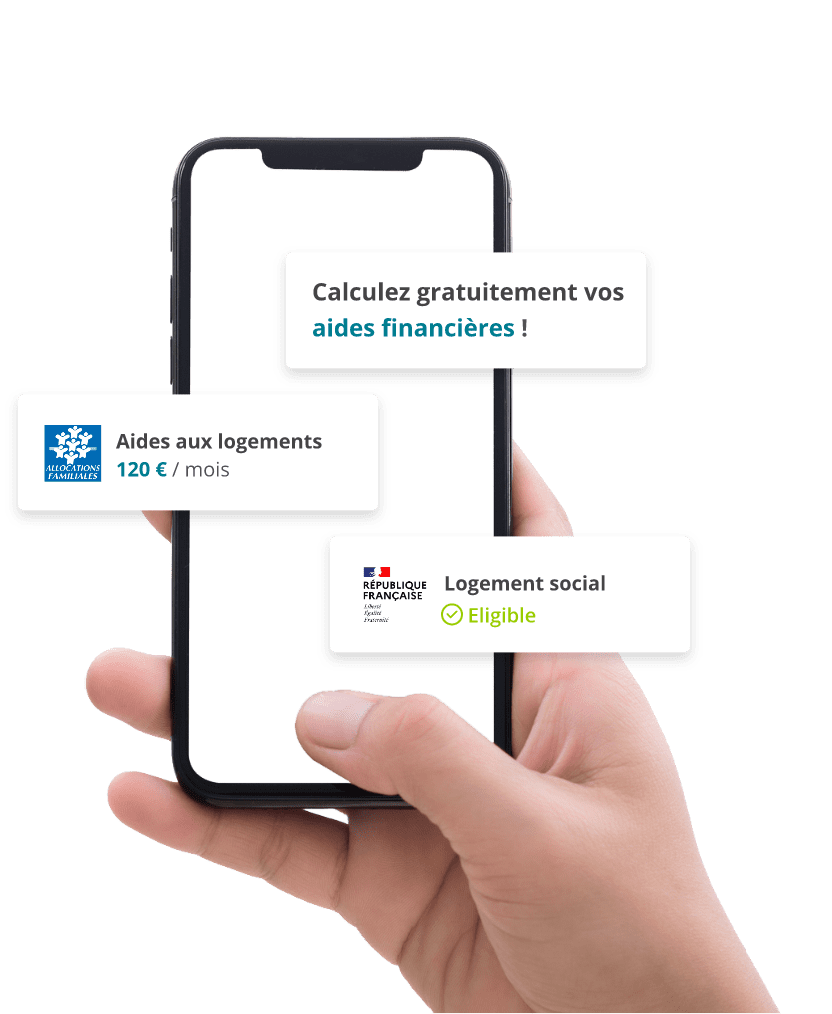 Calculez gratuitement vos
aides financières !
ALLOCATIONS
FAMILIALES
Aides aux logements
120 € / mois
RÉPUBLIQUE
FRANÇAISE
Liberté
Égalité
Fraternité
Logement social
Eligible